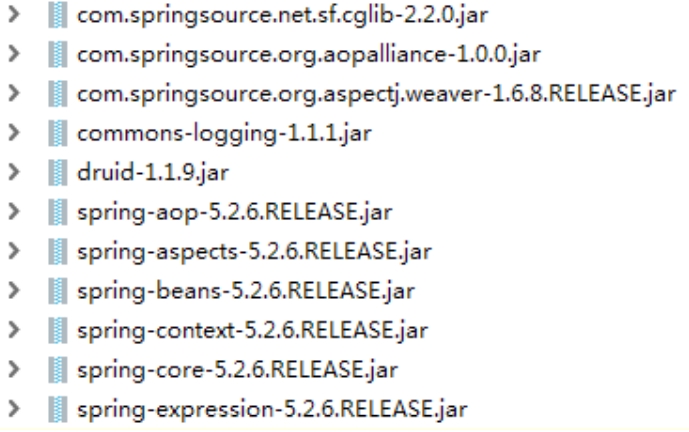 com.springsource.net.sf.cglib-2.2.0.jar
com.springsource.org.aopalliance-1.0.0.jar
com.springsource.org.aspectj.weaver-1.6.8.RELEASE.jar
commons-logging-1.1.1.jar
druid-1.1.9.jar
spring-aop-5.2.6.RELEASE.jar
spring-aspects-5.2.6.RELEASE.jar
spring-beans-5.2.6.RELEASE.jar
spring-context-5.2.6.RELEASE.jar
spring-core-5.2.6.RELEASE.jar
spring-expression-5.2.6.RELEASE.jar